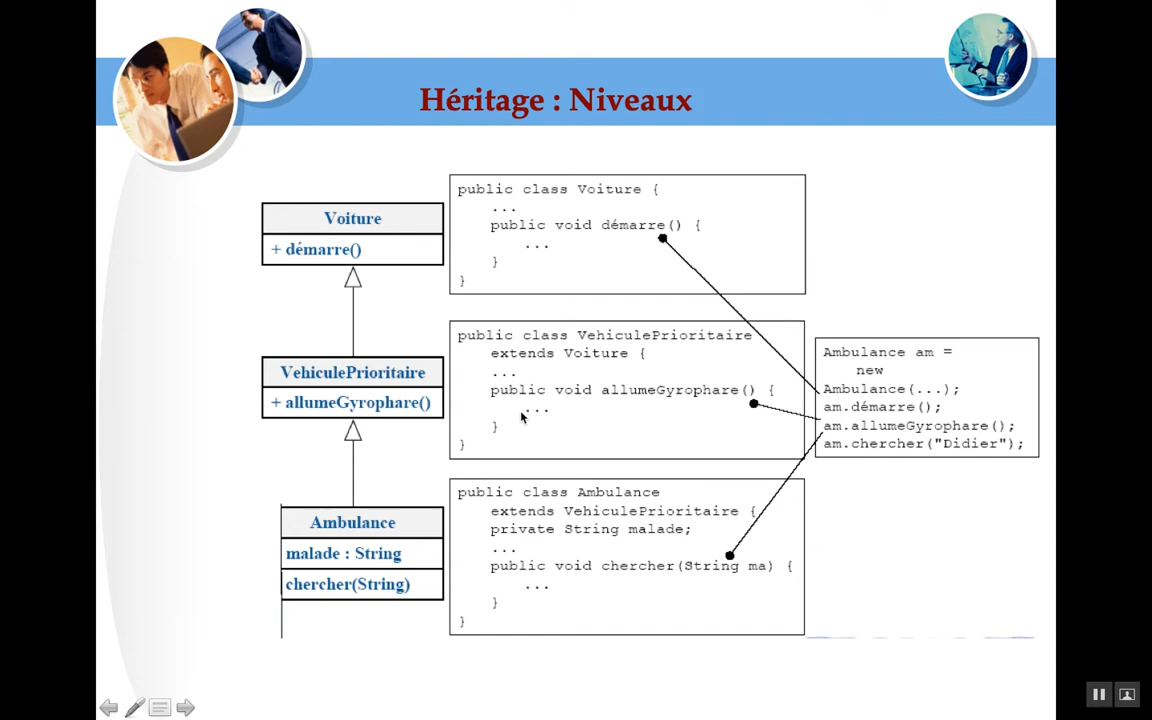 Héritage : Niveaux
Voiture
+ démarre()
VehiculePrioritaire
+ allumeGyrophare()
Ambulance
malade : String
chercher(String)
public class Voiture {
...
public void démarre() {
...
}
}
public class VehiculePrioritaire
extends Voiture {
...
public void allumeGyrophare() {
...
}
}
public class Ambulance
extends VehiculePrioritaire {
private String malade;
...
public void chercher(String ma) {
...
}
}
Ambulance am =
new
Ambulance(...);
am.démarre();
am.allumeGyrophare();
am.chercher("Didier");